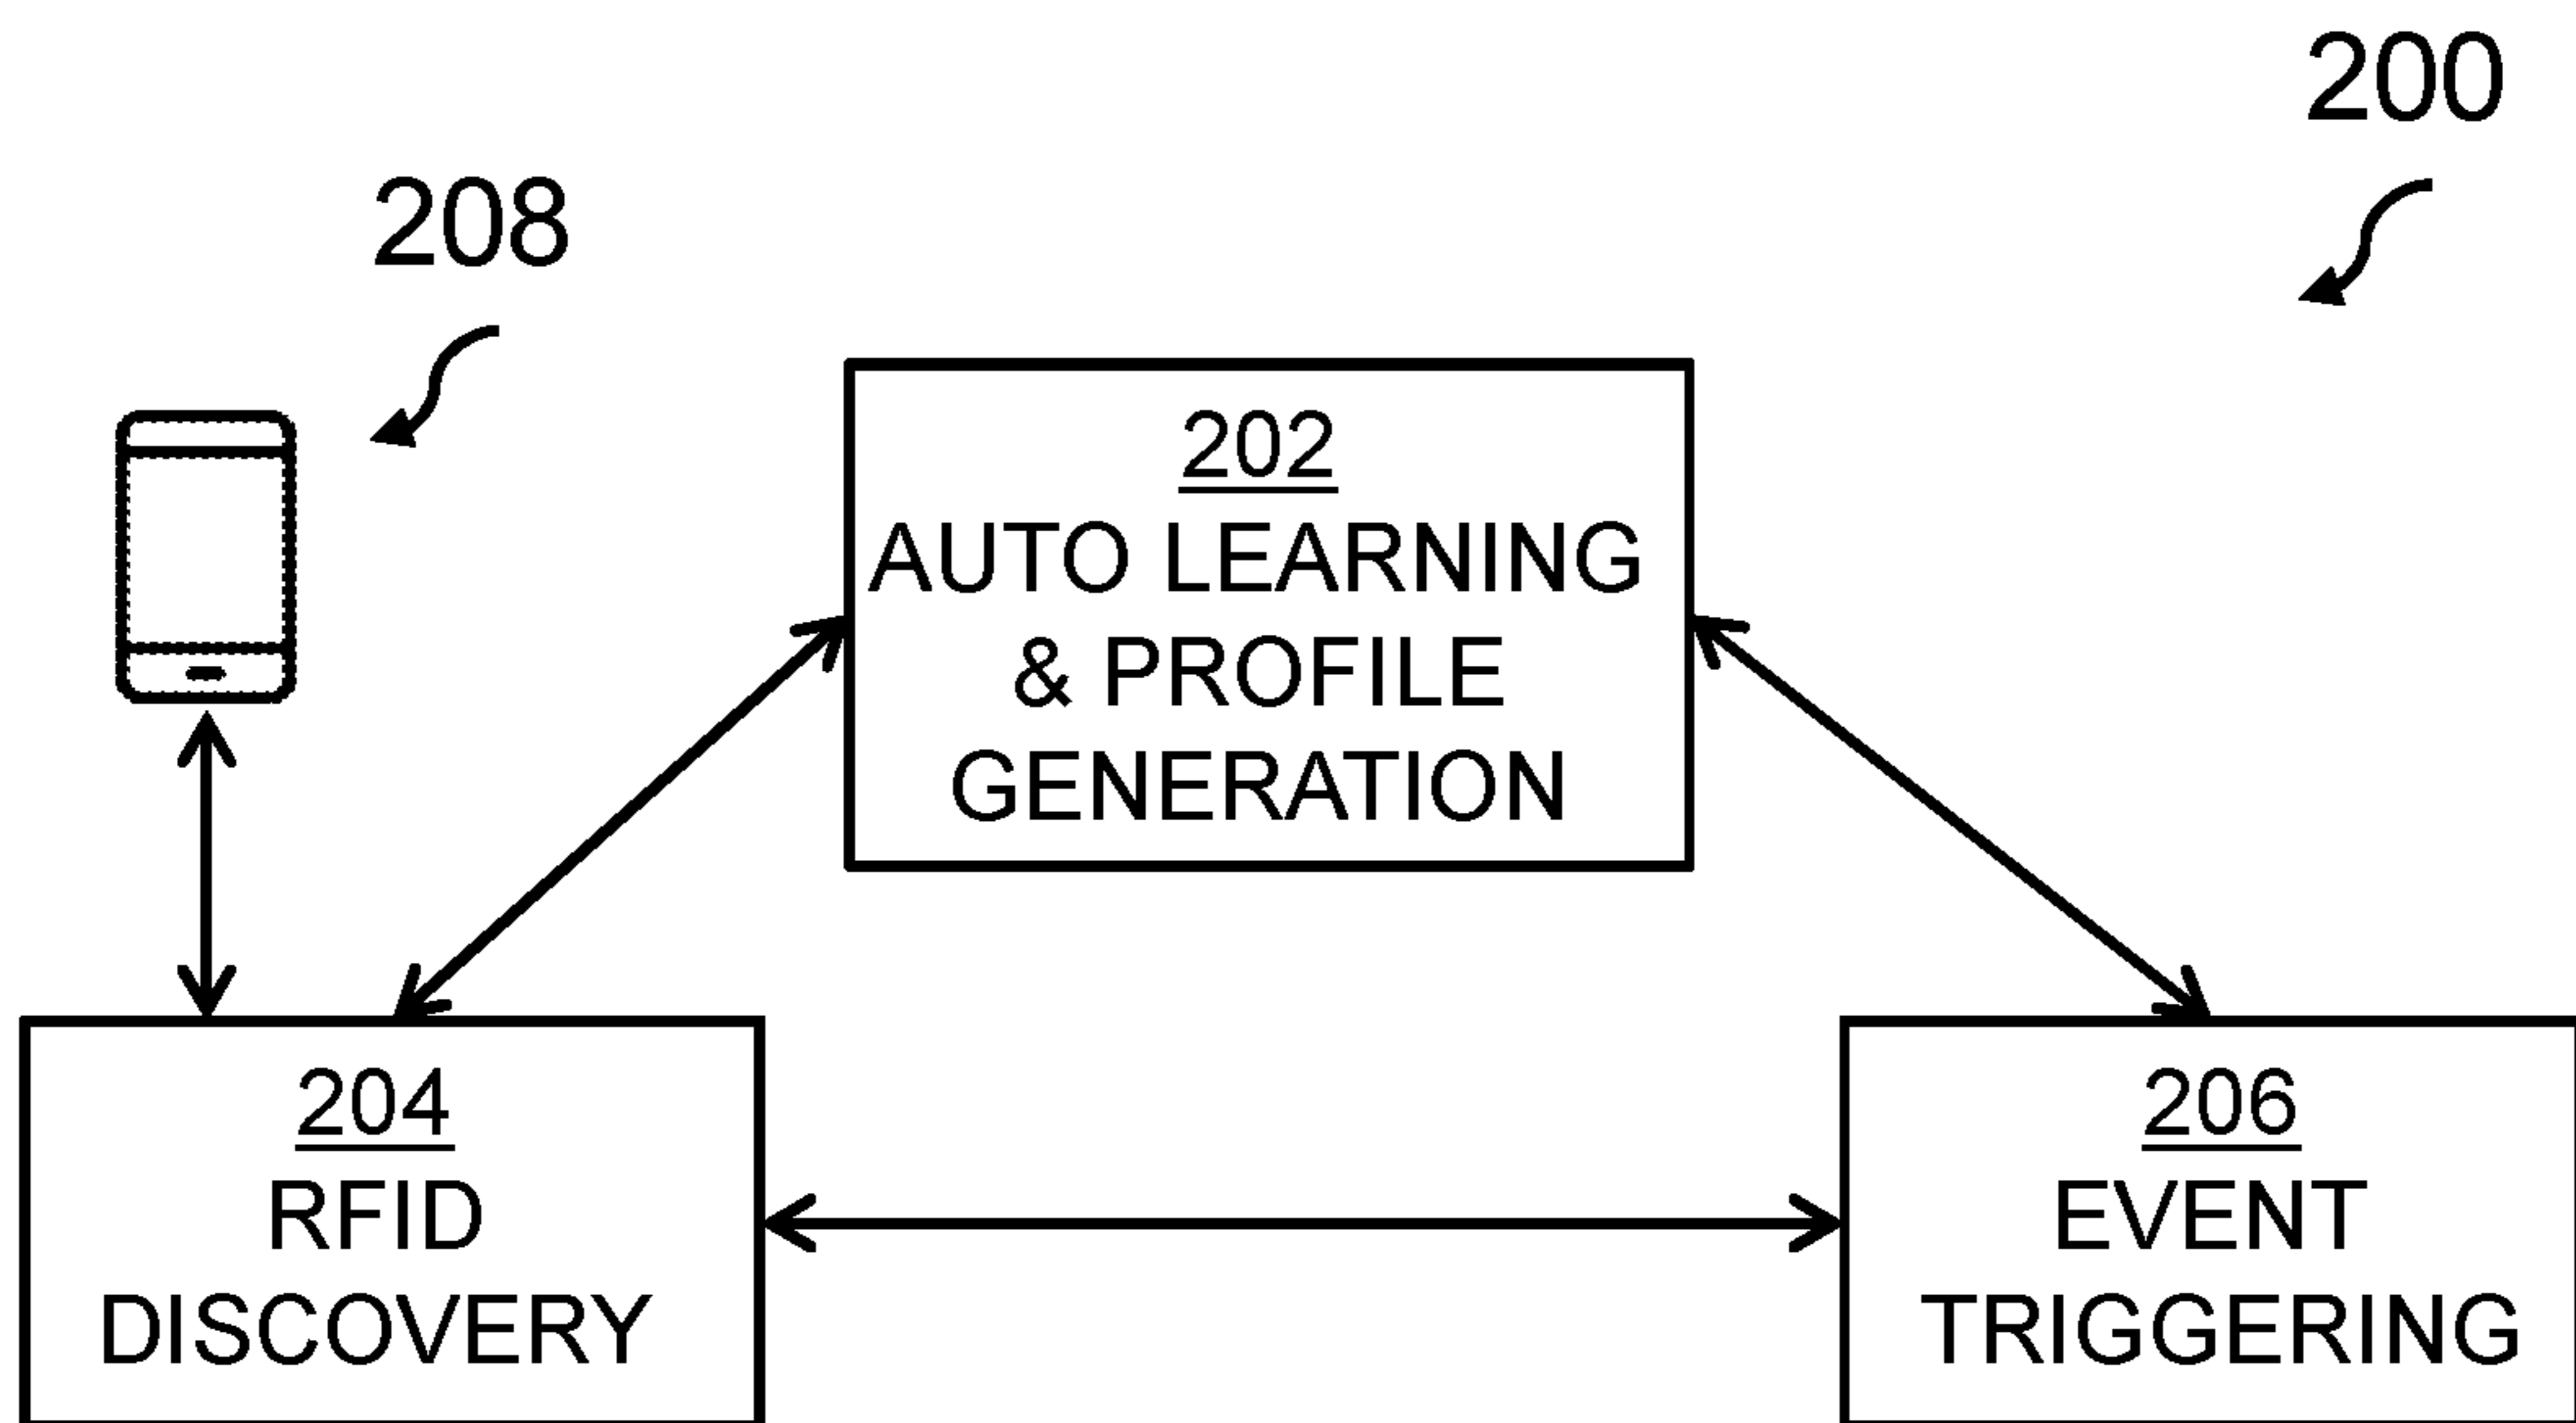 200
208
202
AUTO LEARNING
& PROFILE
GENERATION
204
RFID
DISCOVERY
206
EVENT
TRIGGERING